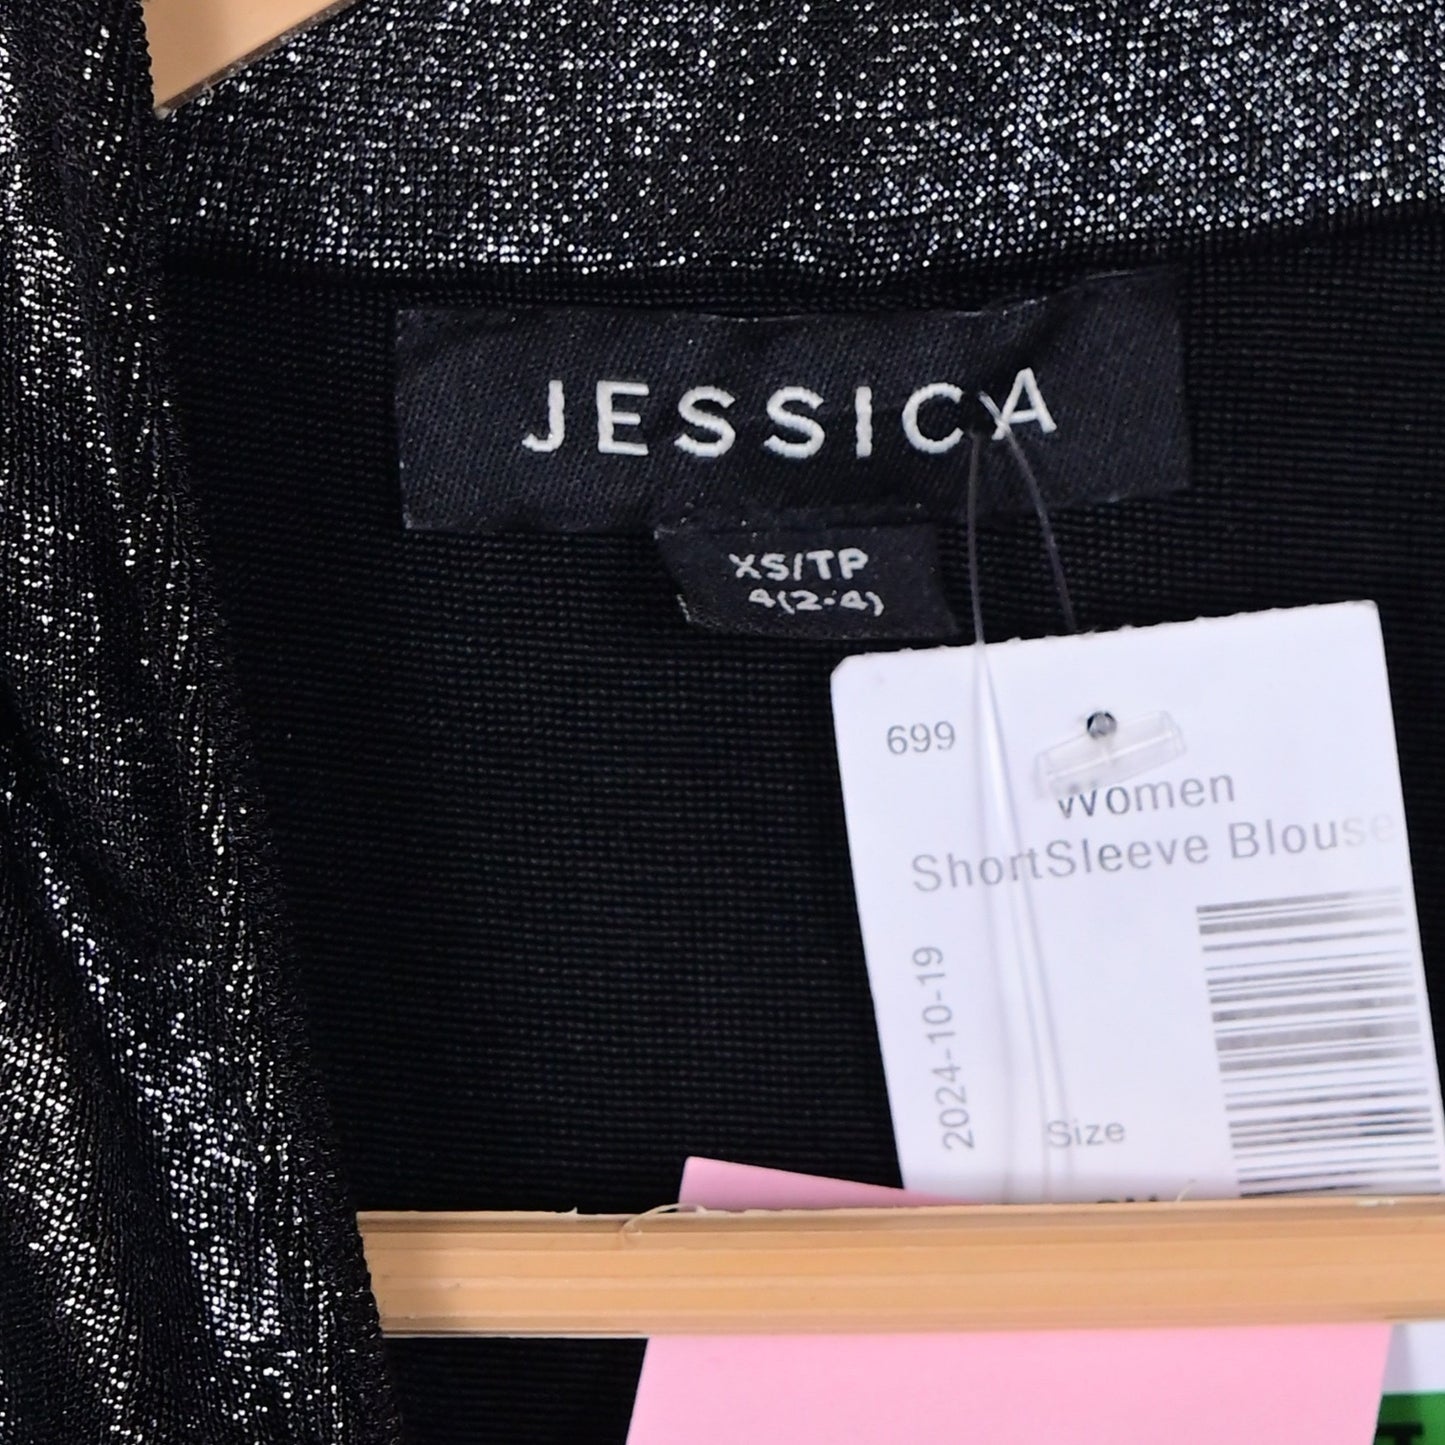 JESSICA
XS/TP
4(2-4)
699
Women
ShortSleeve Blouse
2024-10-19
Size